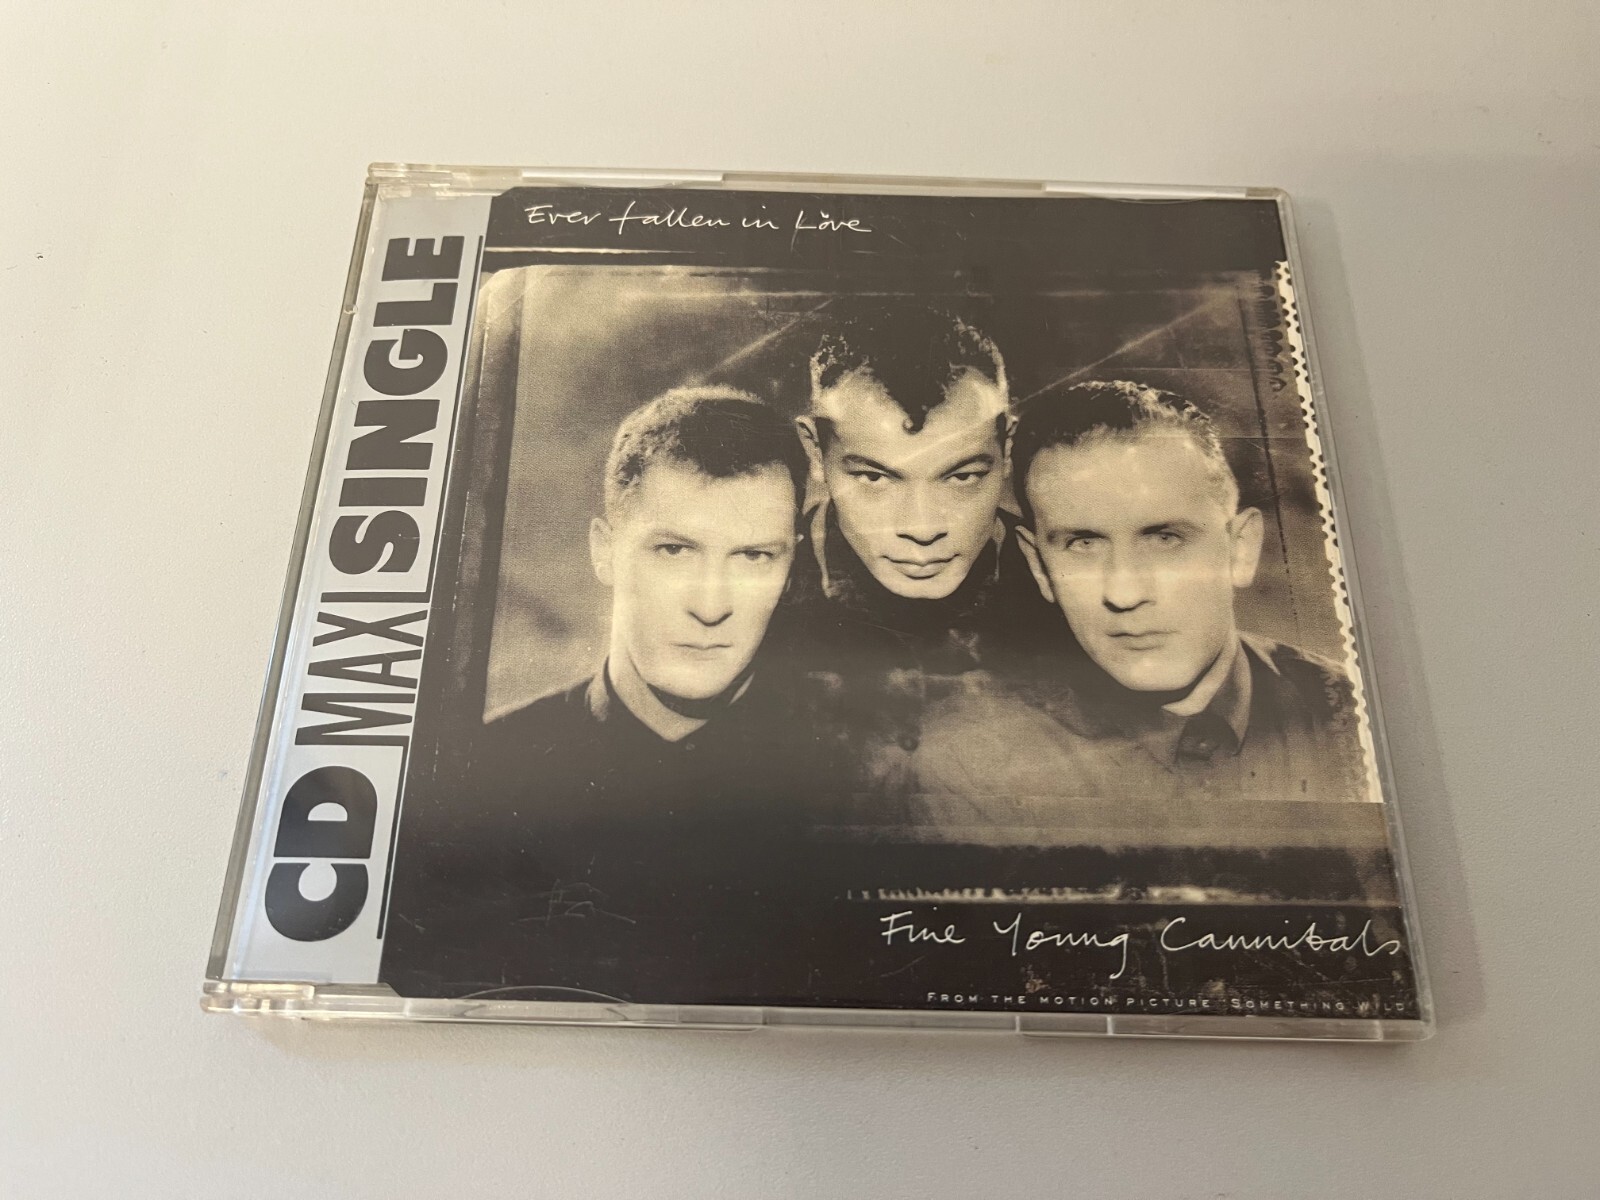 CD MAXI SINGLE
Ever fallen in Love
Fine Young Cannibals
FROM THE MOTION PICTURE "SOMETHING WILD"